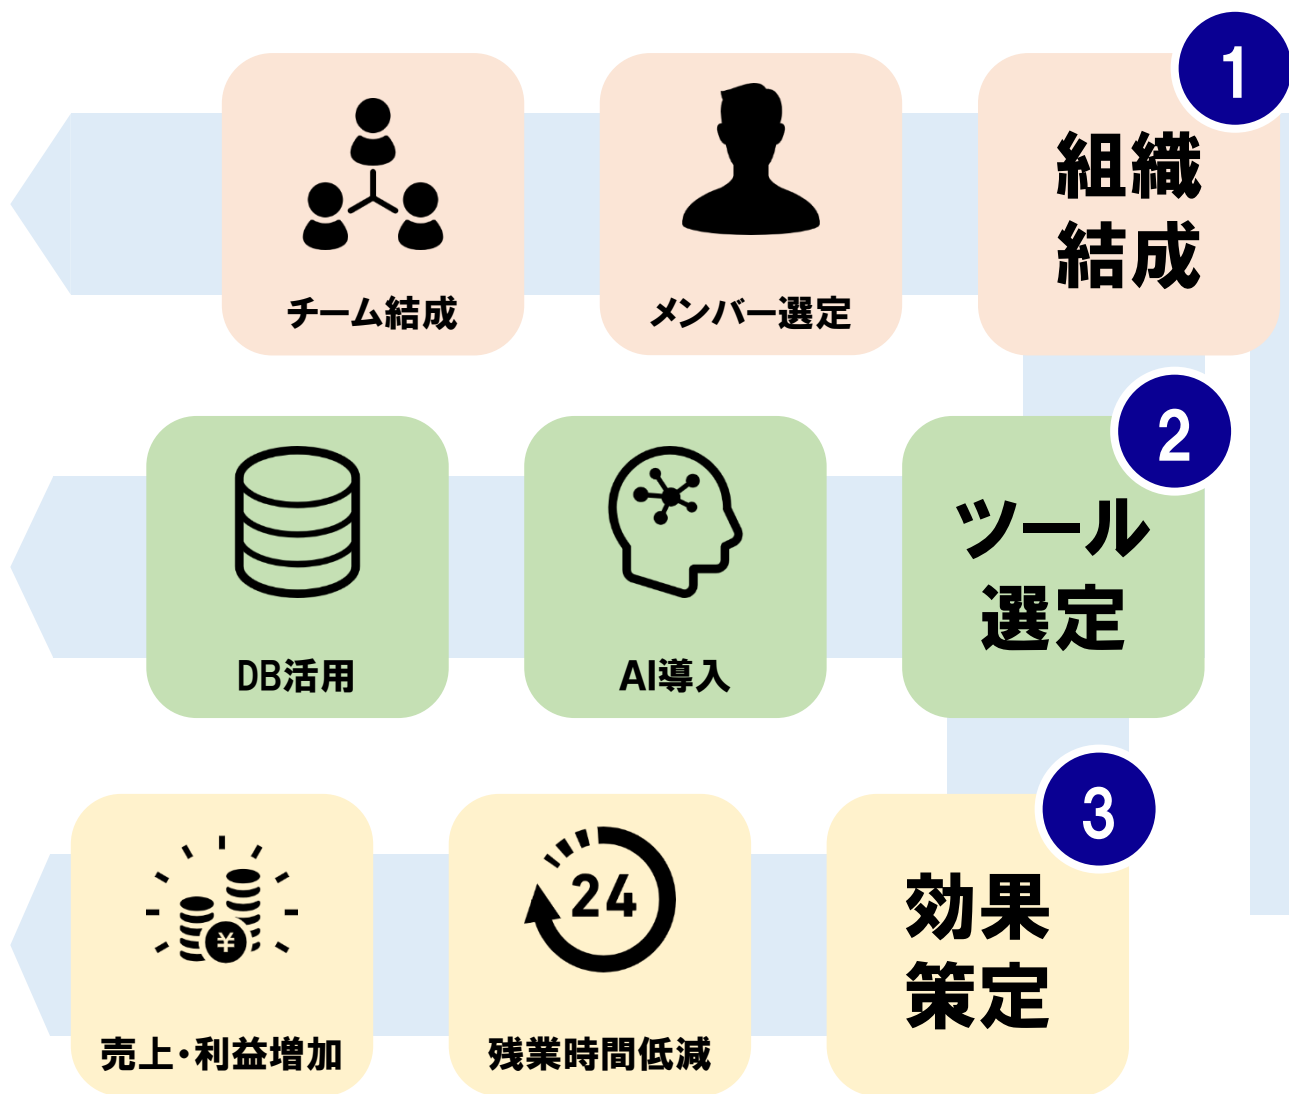 1
組織
結成
メンバー選定
チーム結成
2
ツール
選定
AI導入
DB活用
3
効果
策定
24
残業時間低減
¥
売上・利益増加